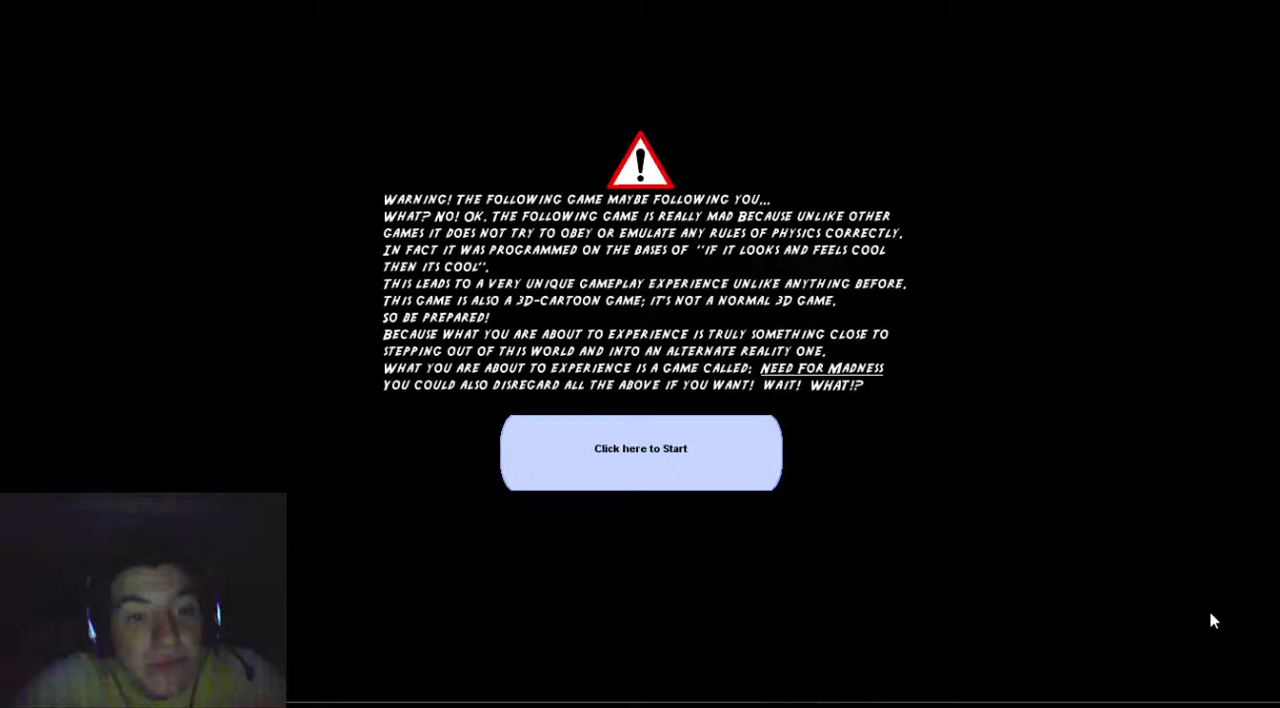 !
WARNING! THE FOLLOWING GAME MAYBE FOLLOWING YOU...
WHAT? NO! OK, THE FOLLOWING GAME IS REALLY MAD BECAUSE UNLIKE OTHER
GAMES IT DOES NOT TRY TO OBEY OR EMULATE ANY RULES OF PHYSICS CORRECTLY.
IN FACT IT WAS PROGRAMMED ON THE BASES OF "IF IT LOOKS AND FEELS COOL
THEN ITS COOL".
THIS LEADS TO A VERY UNIQUE GAMEPLAY EXPERIENCE UNLIKE ANYTHING BEFORE.
THIS GAME IS ALSO A 3D-CARTOON GAME; IT'S NOT A NORMAL 3D GAME.
SO BE PREPARED!
BECAUSE WHAT YOU ARE ABOUT TO EXPERIENCE IS TRULY SOMETHING CLOSE TO
STEPPING OUT OF THIS WORLD AND INTO AN ALTERNATE REALITY ONE.
WHAT YOU ARE ABOUT TO EXPERIENCE IS A GAME CALLED: NEED FOR MADNESS
YOU COULD ALSO DISREGARD ALL THE ABOVE IF YOU WANT! WAIT! WHAT!?
Click here to Start